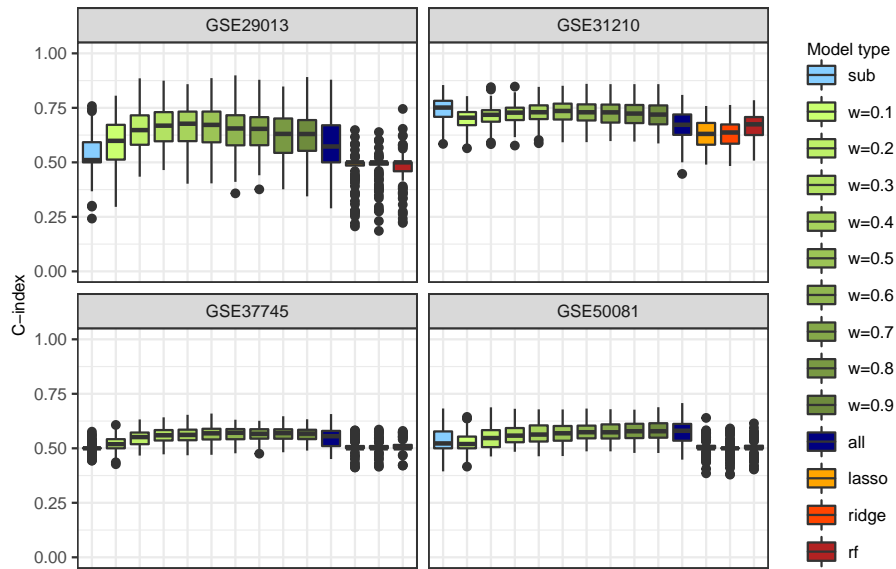 GSE29013
GSE31210
1.00
0.75
0.50
0.25
0.00
GSE37745
GSE50081
1.00
0.75
0.50
0.25
0.00
C−index
Model type
sub
w=0.1
w=0.2
w=0.3
w=0.4
w=0.5
w=0.6
w=0.7
w=0.8
w=0.9
all
lasso
ridge
rf